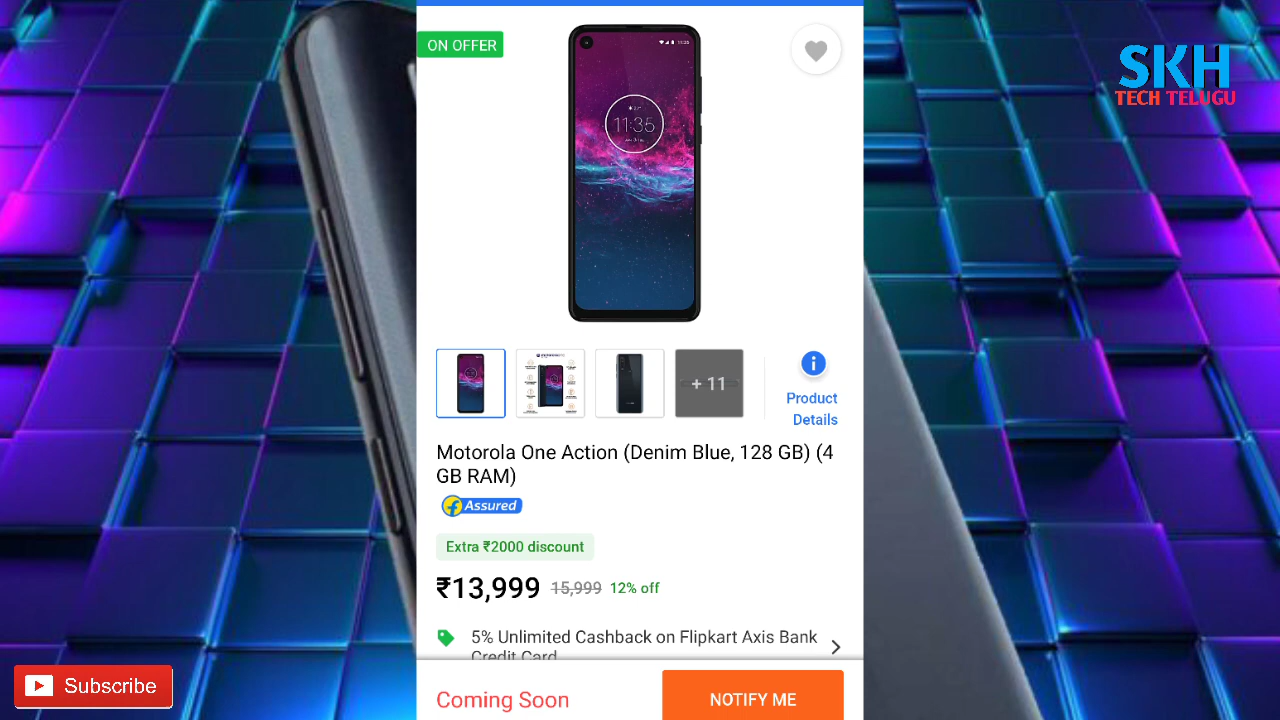 ON OFFER
SKH
TECH TELUGU
11:35
11:35
+ 11
Product
Details
Motorola One Action (Denim Blue, 128 GB) (4
GB RAM)
Assured
Extra ₹2000 discount
₹13,999 15,999 12% off
5% Unlimited Cashback on Flipkart Axis Bank
Credit Card
Coming Soon
NOTIFY ME
Subscribe